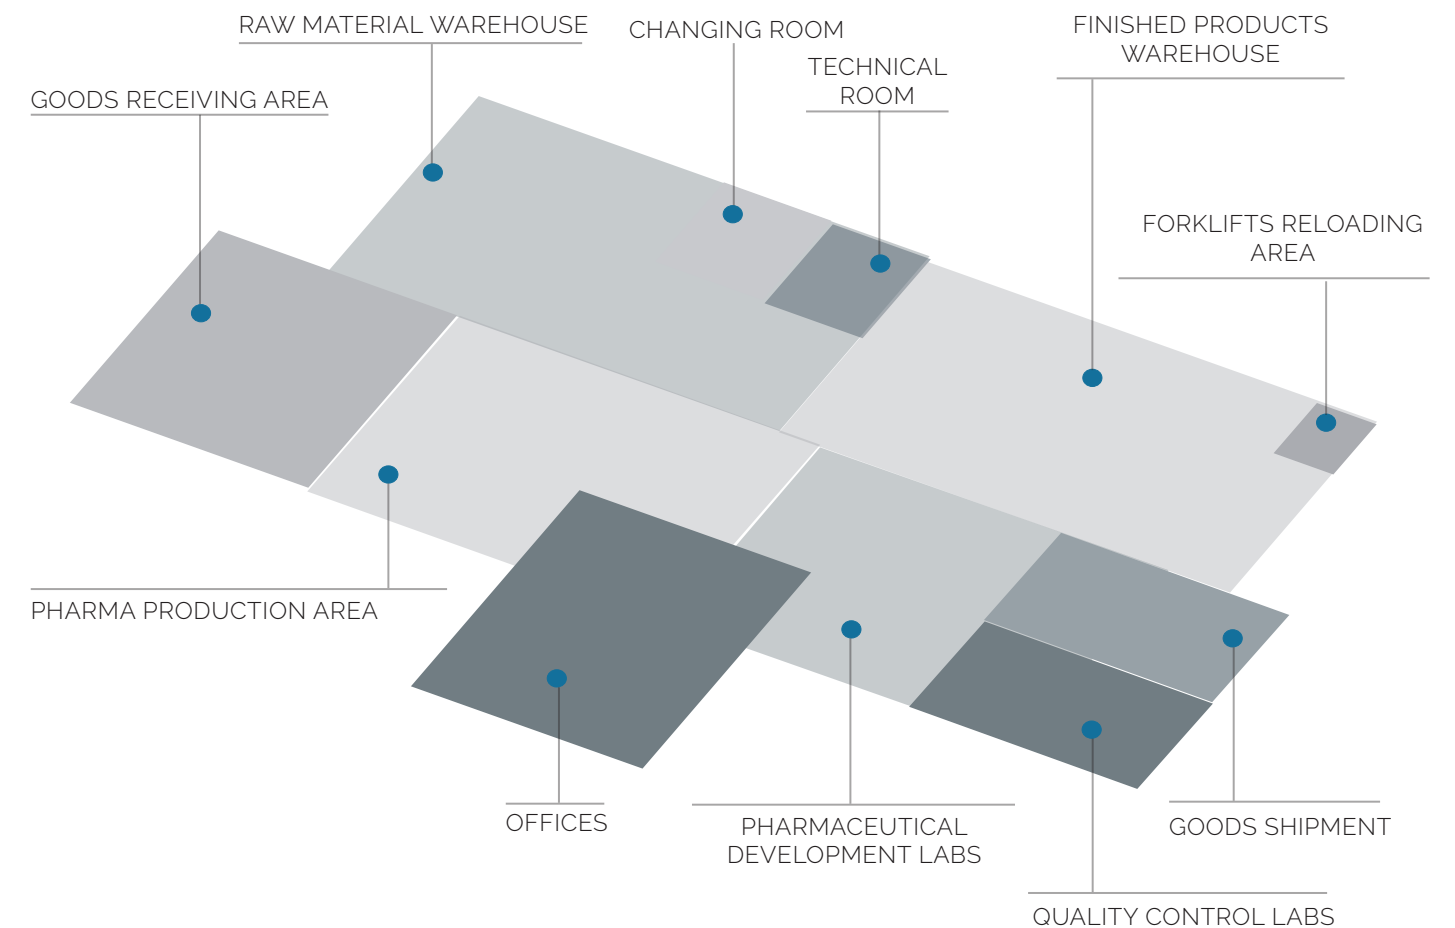 RAW MATERIAL WAREHOUSE
CHANGING ROOM
FINISHED PRODUCTS
WAREHOUSE
TECHNICAL
ROOM
GOODS RECEIVING AREA
FORKLIFTS RELOADING
AREA
PHARMA PRODUCTION AREA
OFFICES
PHARMACEUTICAL
DEVELOPMENT LABS
GOODS SHIPMENT
QUALITY CONTROL LABS